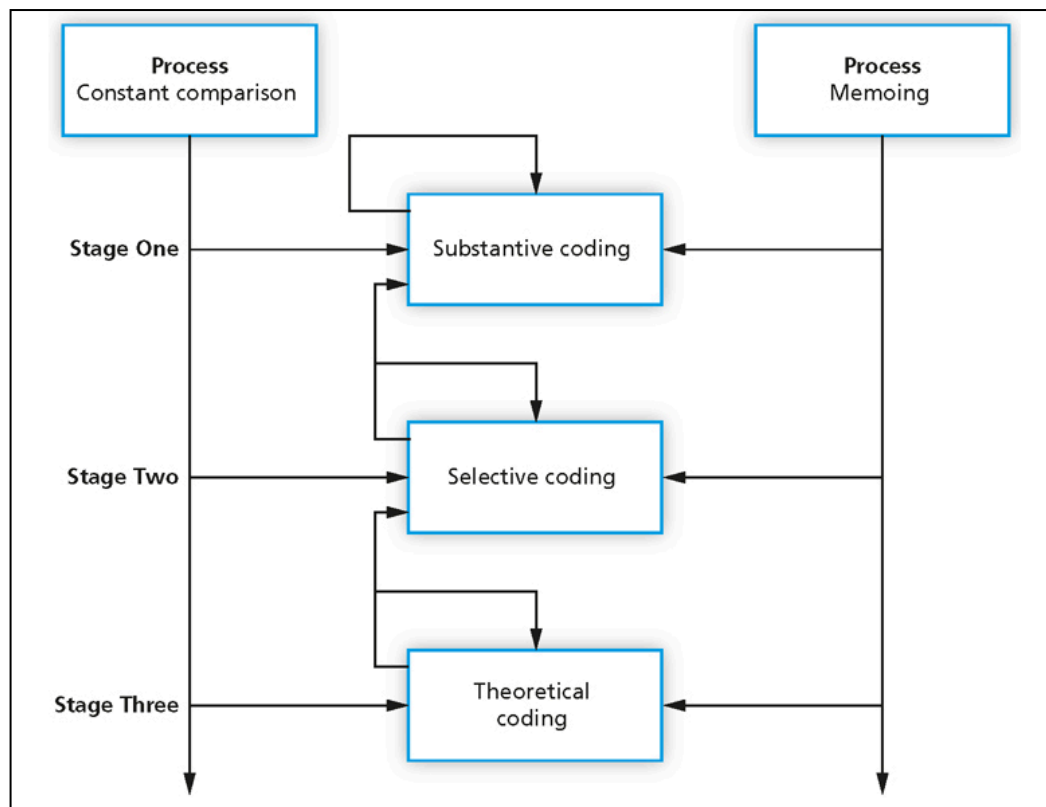 Process
Constant comparison
Process
Memoing
Stage One
Substantive coding
Stage Two
Selective coding
Stage Three
Theoretical
coding